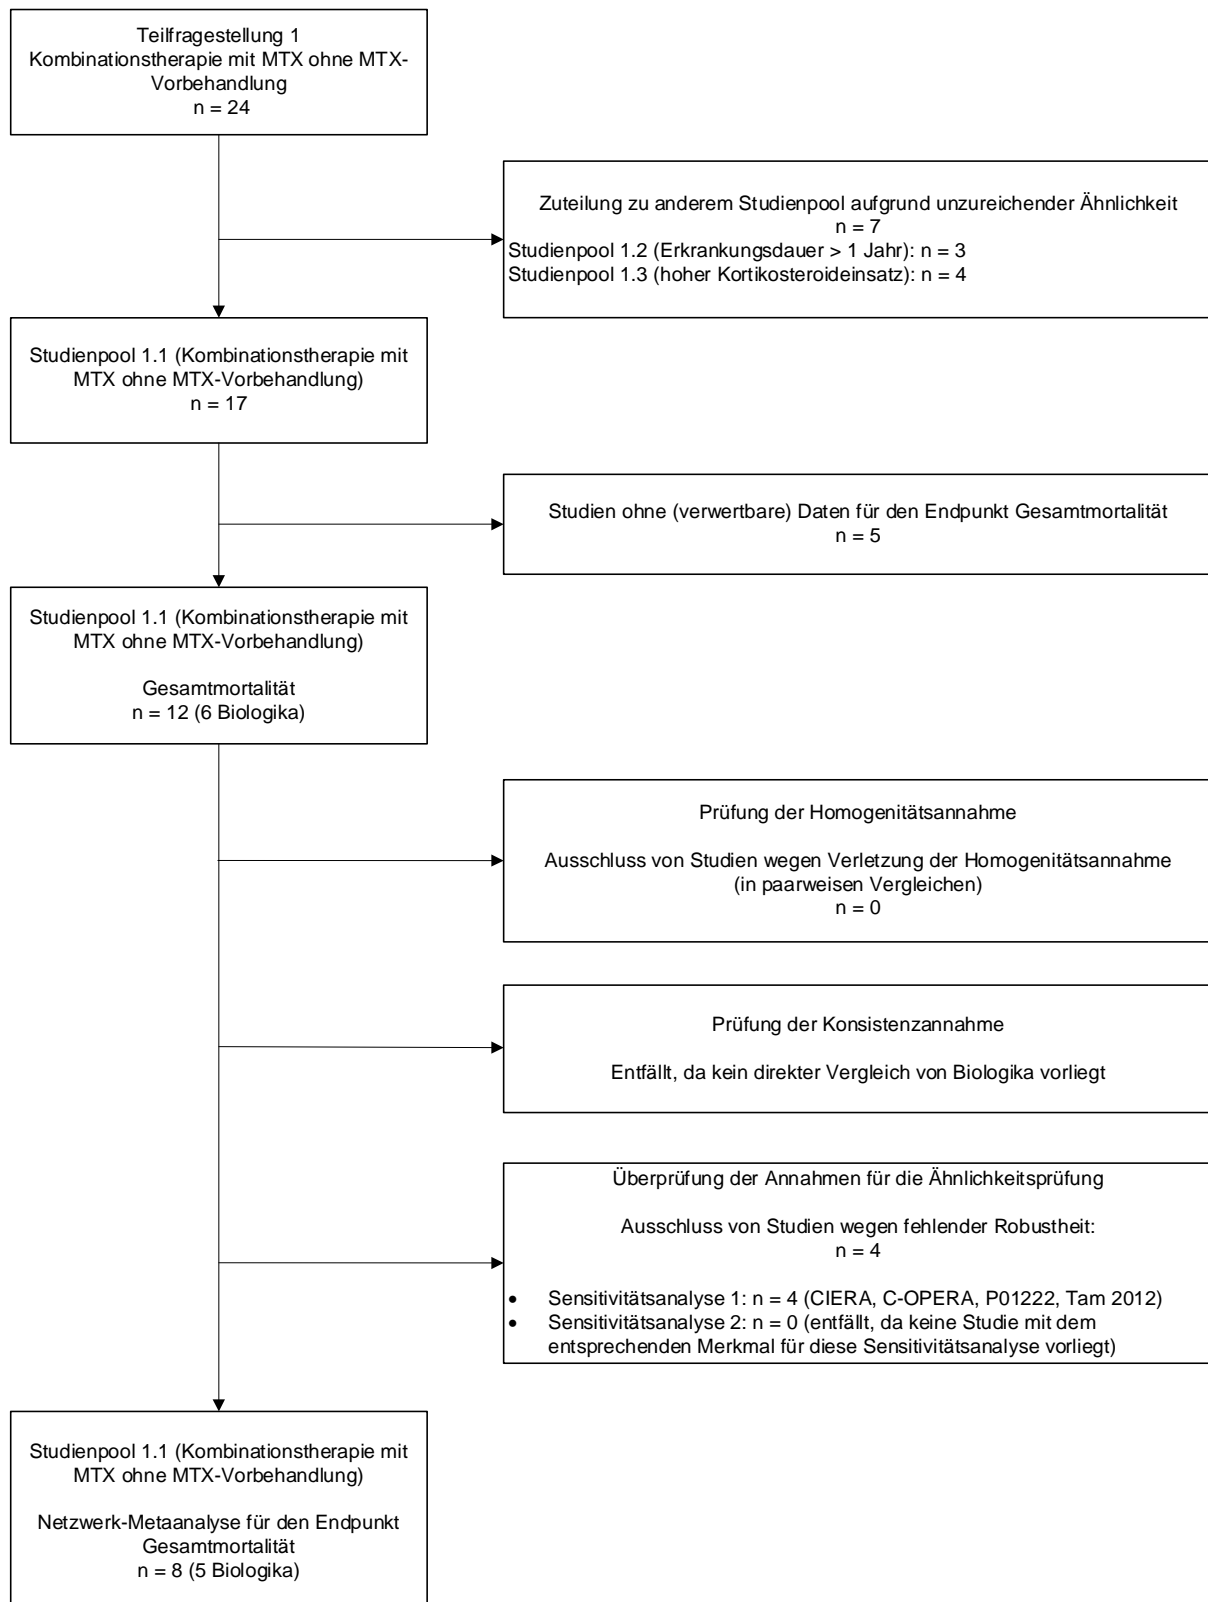 Teilfragestellung 1
Kombinationstherapie mit MTX ohne MTX-
Vorbehandlung
n = 24
Zuteilung zu anderem Studienpool aufgrund unzureichender Ähnlichkeit
n = 7
Studienpool 1.2 (Erkrankungsdauer > 1 Jahr): n = 3
Studienpool 1.3 (hoher Kortikosteroideinsatz): n = 4
Studienpool 1.1 (Kombinationstherapie mit
MTX ohne MTX-Vorbehandlung)
n = 17
Studien ohne (verwertbare) Daten für den Endpunkt Gesamtmortalität
n = 5
Studienpool 1.1 (Kombinationstherapie mit
MTX ohne MTX-Vorbehandlung)
Gesamtmortalität
n = 12 (6 Biologika)
Prüfung der Homogenitätsannahme
Ausschluss von Studien wegen Verletzung der Homogenitätsannahme
(in paarweisen Vergleichen)
n = 0
Prüfung der Konsistenzannahme
Entfällt, da kein direkter Vergleich von Biologika vorliegt
Überprüfung der Annahmen für die Ähnlichkeitsprüfung
Ausschluss von Studien wegen fehlender Robustheit:
n = 4
• Sensitivitätsanalyse 1: n = 4 (CIERA, C-OPERA, P01222, Tam 2012)
• Sensitivitätsanalyse 2: n = 0 (entfällt, da keine Studie mit dem
entsprechenden Merkmal für diese Sensitivitätsanalyse vorliegt)
Studienpool 1.1 (Kombinationstherapie mit
MTX ohne MTX-Vorbehandlung)
Netzwerk-Metaanalyse für den Endpunkt
Gesamtmortalität
n = 8 (5 Biologika)